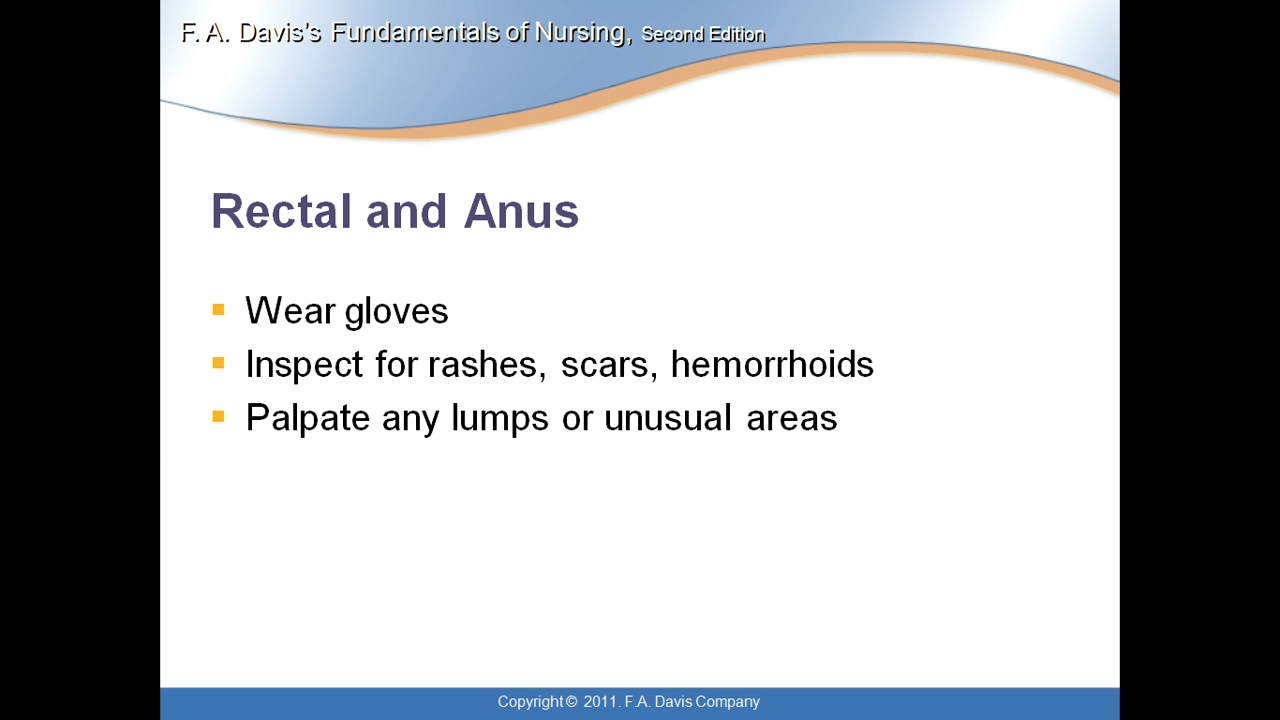 F. A. Davis's Fundamentals of Nursing, Second Edition
Rectal and Anus
Wear gloves
Inspect for rashes, scars, hemorrhoids
Palpate any lumps or unusual areas
Copyright © 2011. F.A. Davis Company